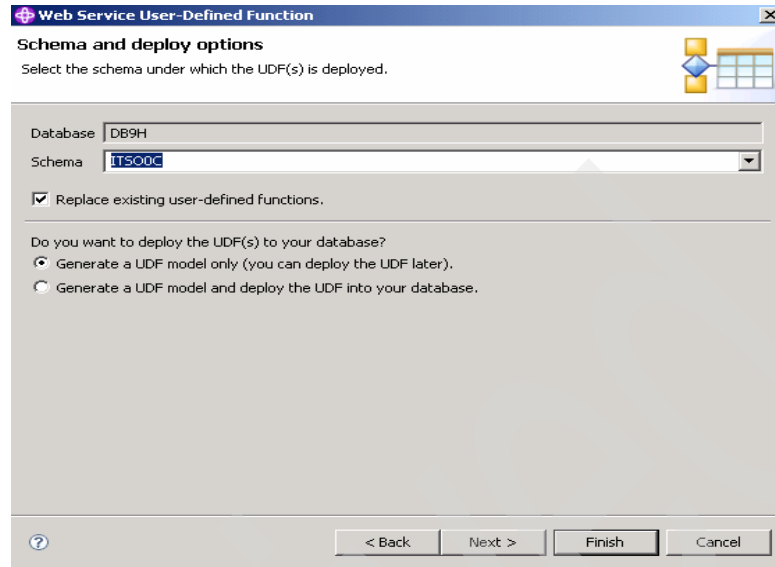 Web Service User-Defined Function
Schema and deploy options
Select the schema under which the UDF(s) is deployed.
Database DB9H
Schema ITSO0C
Replace existing user-defined functions.
Do you want to deploy the UDF(s) to your database?
Generate a UDF model only (you can deploy the UDF later).
Generate a UDF model and deploy the UDF into your database.
? < Back Next > Finish Cancel